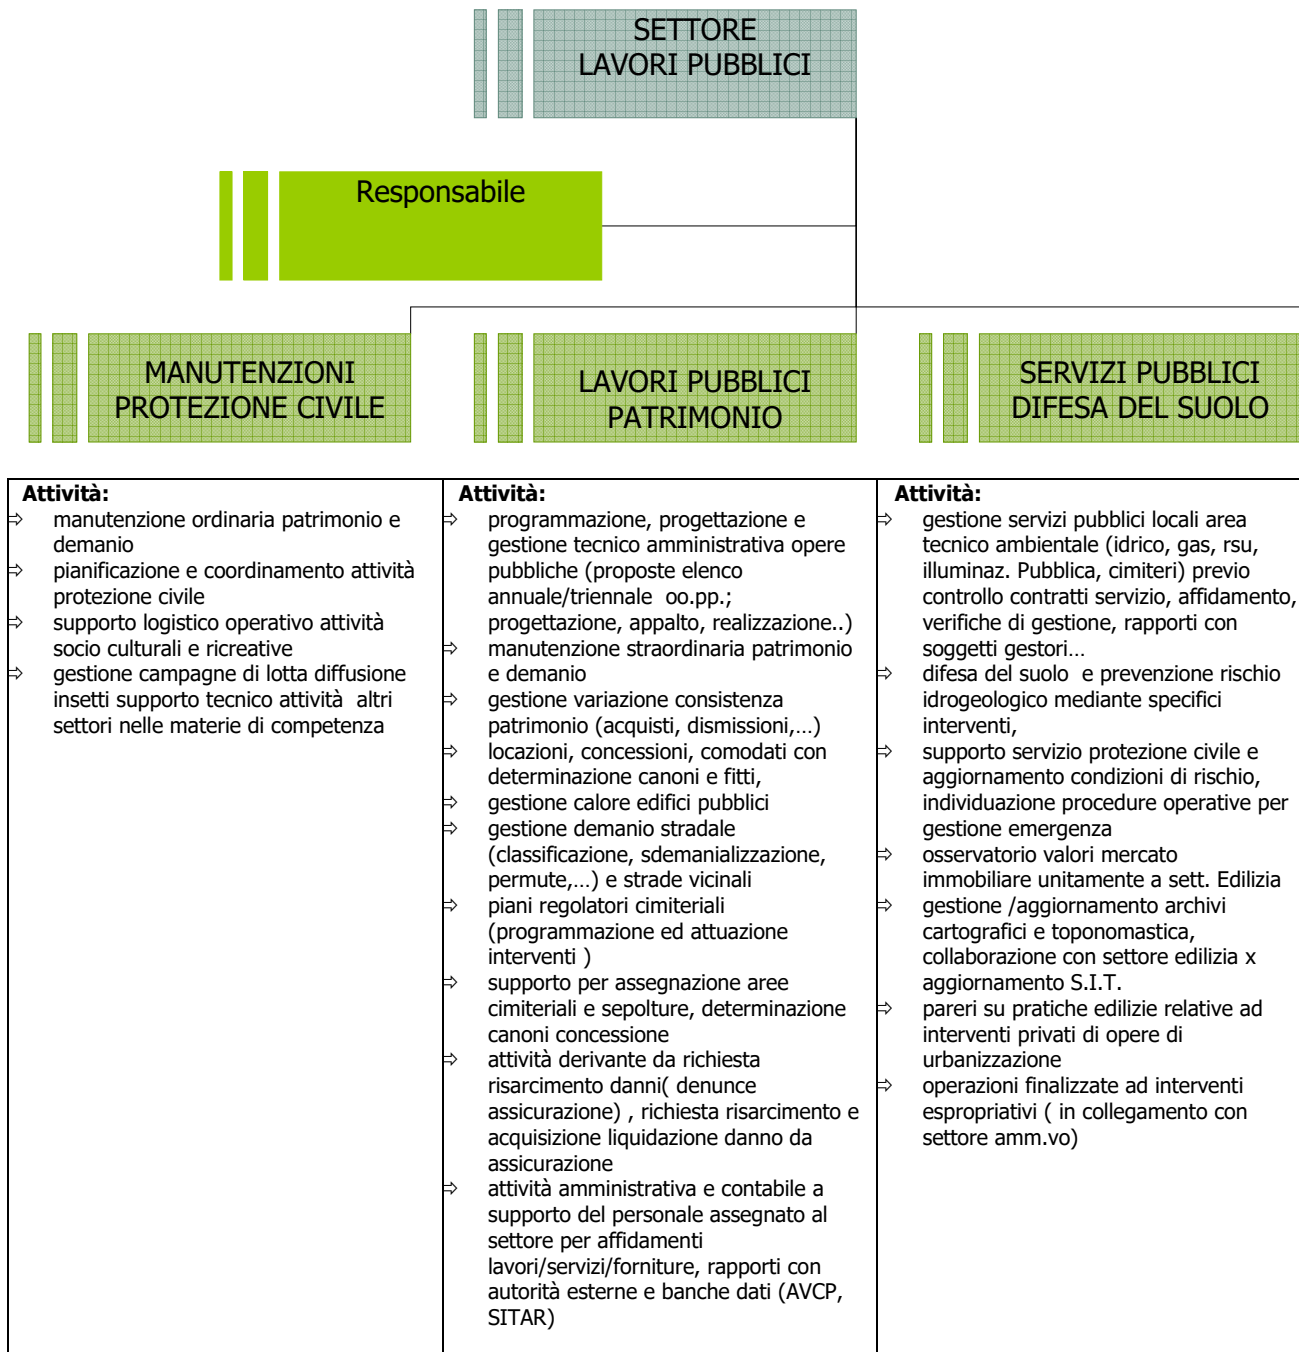 SETTORE
LAVORI PUBBLICI
Responsabile
MANUTENZIONI
PROTEZIONE CIVILE
LAVORI PUBBLICI
PATRIMONIO
SERVIZI PUBBLICI
DIFESA DEL SUOLO
Attività:
⇨ manutenzione ordinaria patrimonio e
demanio
⇨ pianificazione e coordinamento attività
protezione civile
⇨ supporto logistico operativo attività
socio culturali e ricreative
⇨ gestione campagne di lotta diffusione
insetti supporto tecnico attività altri
settori nelle materie di competenza
Attività:
⇨ programmazione, progettazione e
gestione tecnico amministrativa opere
pubbliche (proposte elenco
annuale/triennale oo.pp.;
progettazione, appalto, realizzazione..)
⇨ manutenzione straordinaria patrimonio
e demanio
⇨ gestione variazione consistenza
patrimonio (acquisti, dismissioni,…)
⇨ locazioni, concessioni, comodati con
determinazione canoni e fitti,
⇨ gestione calore edifici pubblici
⇨ gestione demanio stradale
(classificazione, sdemanializzazione,
permute,…) e strade vicinali
⇨ piani regolatori cimiteriali
(programmazione ed attuazione
interventi )
⇨ supporto per assegnazione aree
cimiteriali e sepolture, determinazione
canoni concessione
⇨ attività derivante da richiesta
risarcimento danni( denunce
assicurazione) , richiesta risarcimento e
acquisizione liquidazione danno da
assicurazione
⇨ attività amministrativa e contabile a
supporto del personale assegnato al
settore per affidamenti
lavori/servizi/forniture, rapporti con
autorità esterne e banche dati (AVCP,
SITAR)
Attività:
⇨ gestione servizi pubblici locali area
tecnico ambientale (idrico, gas, rsu,
illuminaz. Pubblica, cimiteri) previo
controllo contratti servizio, affidamento,
verifiche di gestione, rapporti con
soggetti gestori…
⇨ difesa del suolo e prevenzione rischio
idrogeologico mediante specifici
interventi,
⇨ supporto servizio protezione civile e
aggiornamento condizioni di rischio,
individuazione procedure operative per
gestione emergenza
⇨ osservatorio valori mercato
immobiliare unitamente a sett. Edilizia
⇨ gestione /aggiornamento archivi
cartografici e toponomastica,
collaborazione con settore edilizia x
aggiornamento S.I.T.
⇨ pareri su pratiche edilizie relative ad
interventi privati di opere di
urbanizzazione
⇨ operazioni finalizzate ad interventi
espropriativi ( in collegamento con
settore amm.vo)